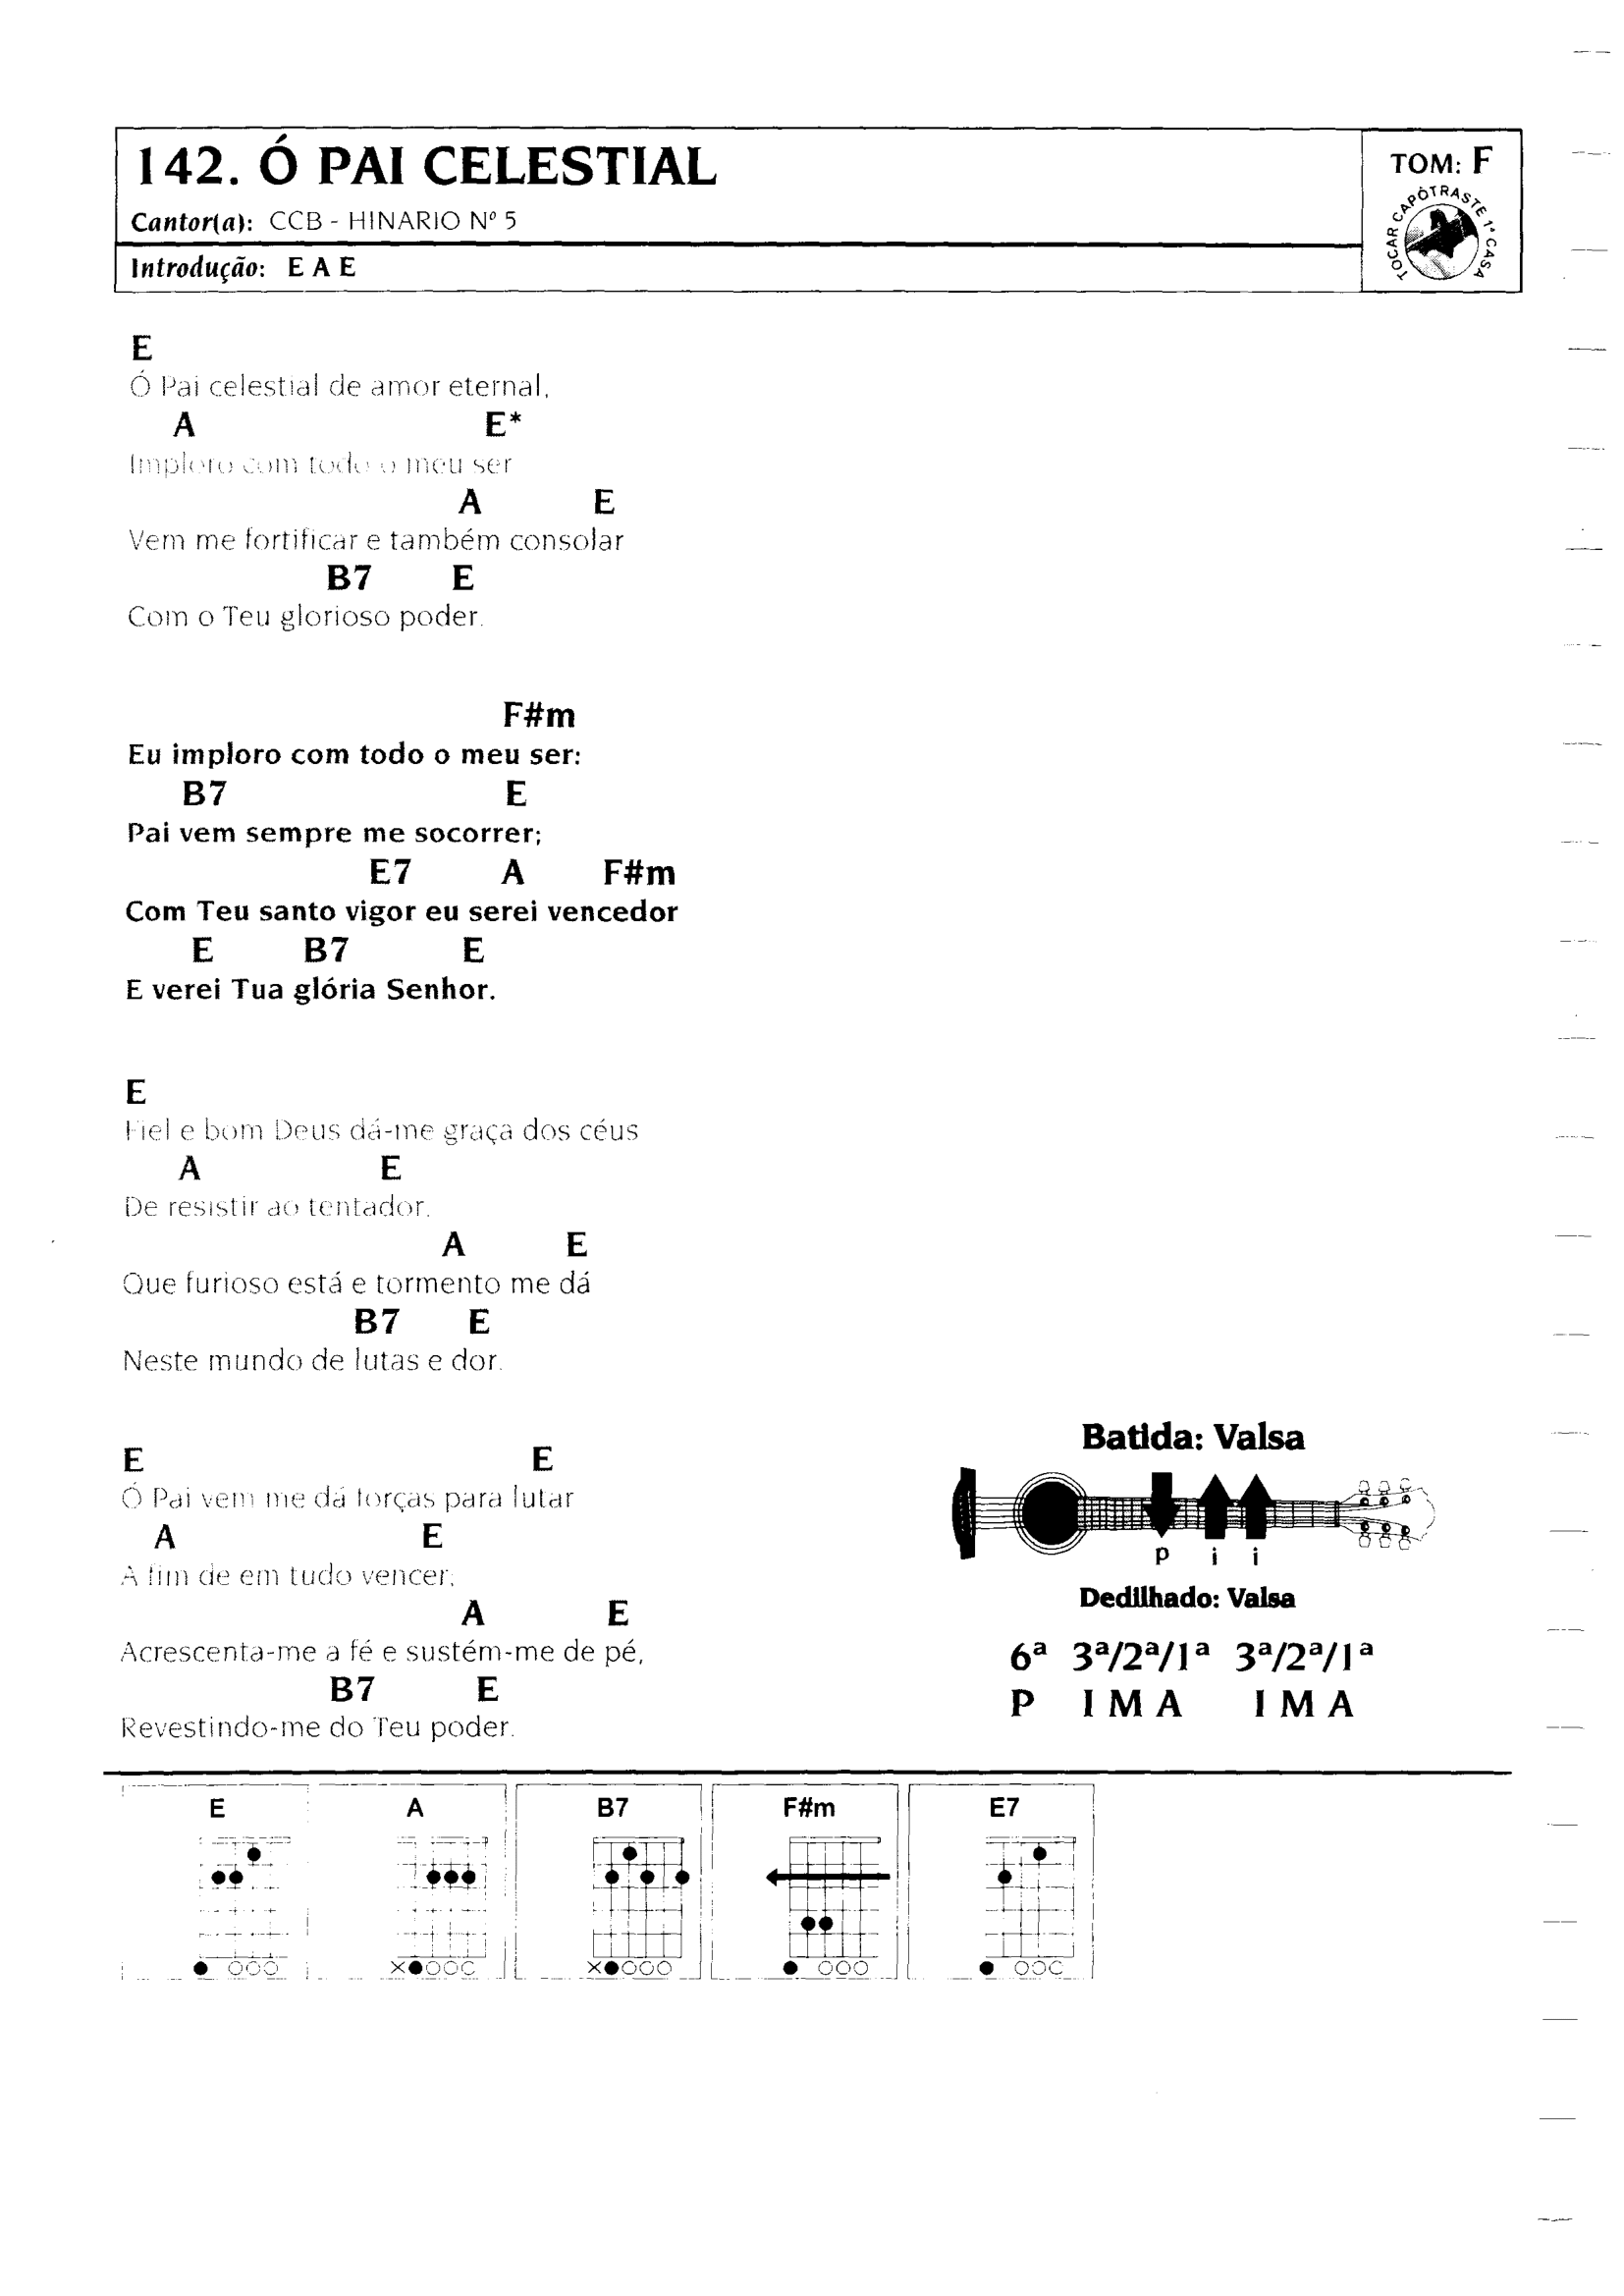 142. Ó PAI CELESTIAL
Cantor(a): CCB - HINARIO Nº 5
Introdução: E A E
TOM: F
TOCAR CAPÒTRASTE 1ª CASA
E
Ó Pai celestial de amor eternal,
A E*
Imploro com todo o meu ser
A E
Vem me fortificar e também consolar
B7 E
Com o Teu glorioso poder.
F#m
Eu imploro com todo o meu ser:
B7 E
Pai vem sempre me socorrer;
E7 A F#m
Com Teu santo vigor eu serei vencedor
E B7 E
E verei Tua glória Senhor.
E
Fiel e bom Deus dá-me graça dos céus
A E
De resistir ao tentador,
A E
Que furioso está e tormento me dá
B7 E
Neste mundo de lutas e dor.
E E
Ó Pai vem me dá forças para lutar
A E
A fim de em tudo vencer;
A E
Acrescenta-me a fé e sustém-me de pé,
B7 E
Revestindo-me do Teu poder.
Batida: Valsa
p i i
Dedilhado: Valsa
6ª 3ª/2ª/1ª 3ª/2ª/1ª
P I M A I M A
E A B7 F#m E7